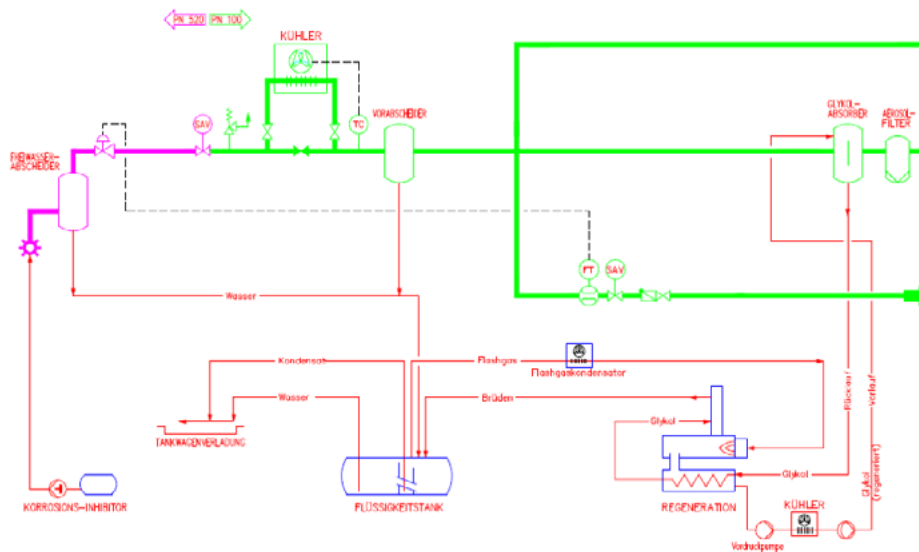 PN 520
PN 100
KÜHLER
SAV
VORABSCHEIDER
TC
GLYKOL-
ABSORBER
AEROSOL-
FILTER
FREIWASSER-
ABSCHEIDER
FT
SAV
Wasser
Kondensat
Flashgas
Flashgaskondensator
Wasser
Brüden
TANKWAGENVERLADUNG
Glykol
Rücklauf
Vorlauf
Glykol
Glykol
(regeneriert)
KORROSIONS-INHIBITOR
FLÜSSIGKEITSTANK
REGENERATION
KÜHLER
Vordruckpumpe